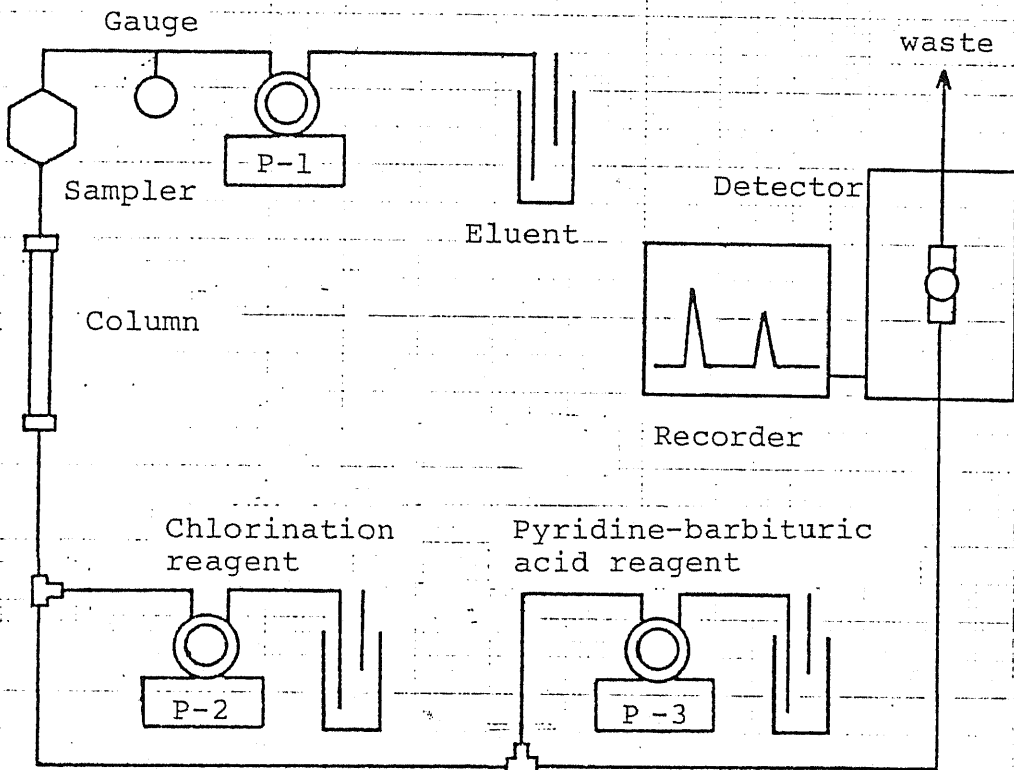 Gauge
waste
P-1
Sampler
Detector
Eluent
Column
Recorder
Chlorination
reagent
Pyridine-barbituric
acid reagent
P-2
P -3